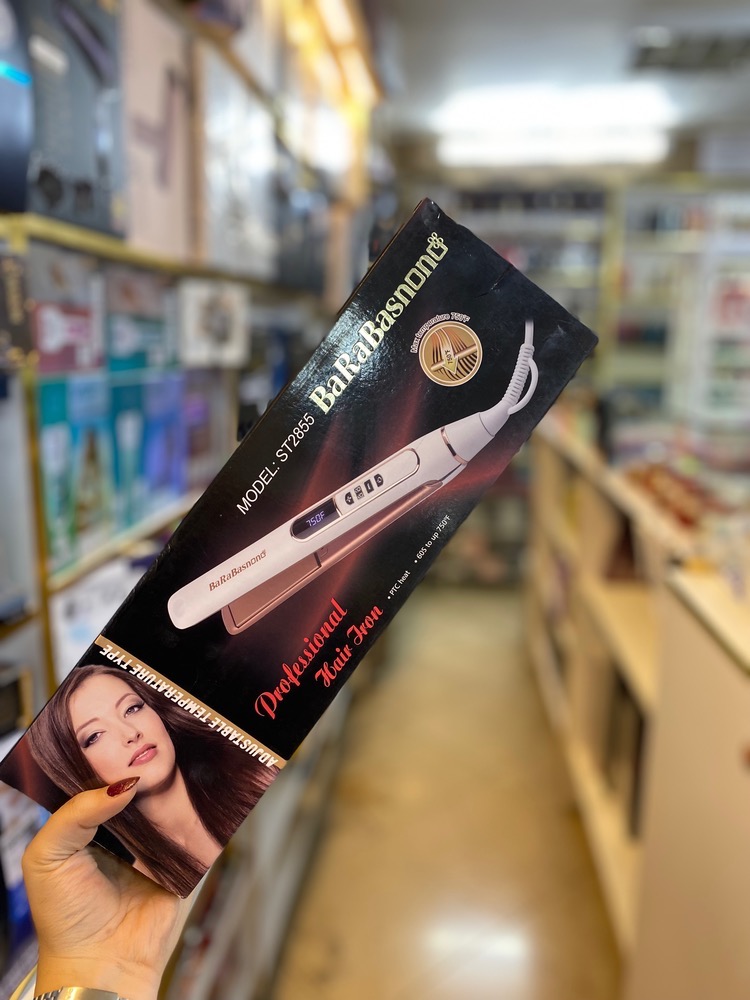 BaRaBasnono
MODEL: ST2855
Max temperature 750°F
750F
BaRaBasnono
• PTC heat
• 60S to up 750°F
Professional
Hair Iron
ADJUSTABLE TEMPERATURE TYPE